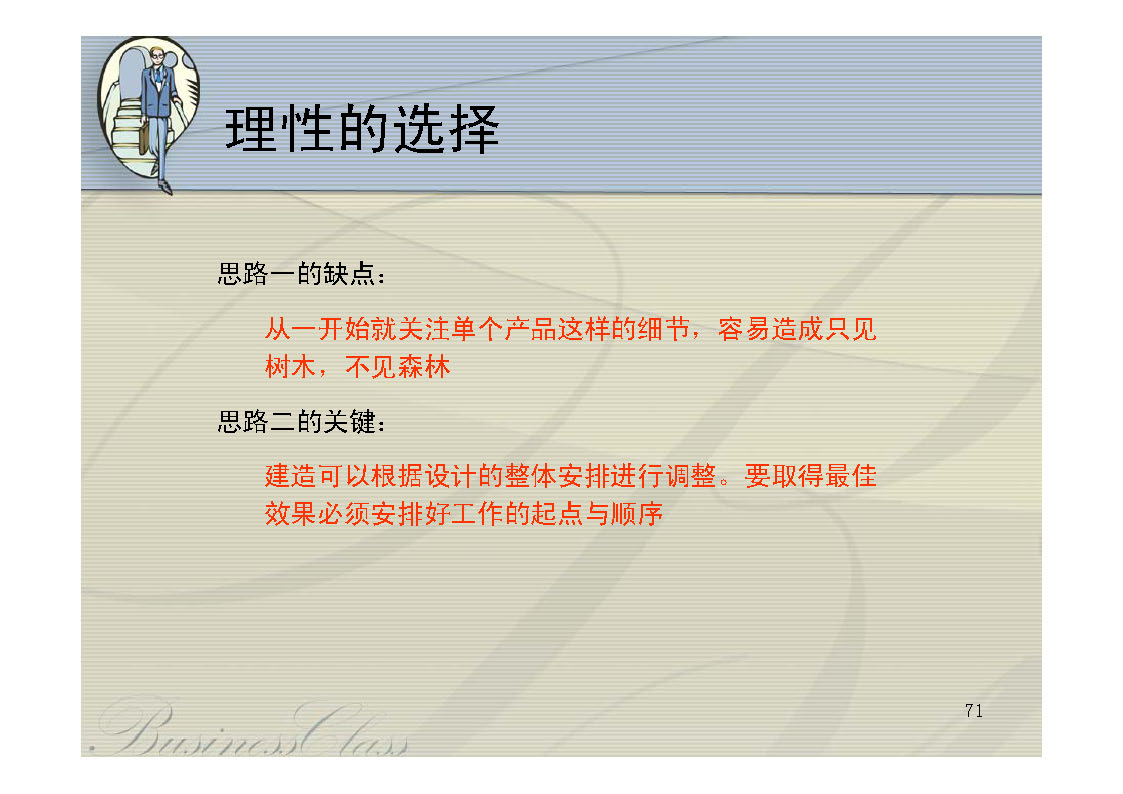 理性的选择
思路一的缺点：
从一开始就关注单个产品这样的细节，容易造成只见
树木，不见森林
思路二的关键：
建造可以根据设计的整体安排进行调整。要取得最佳
效果必须安排好工作的起点与顺序
71
BusinessClass